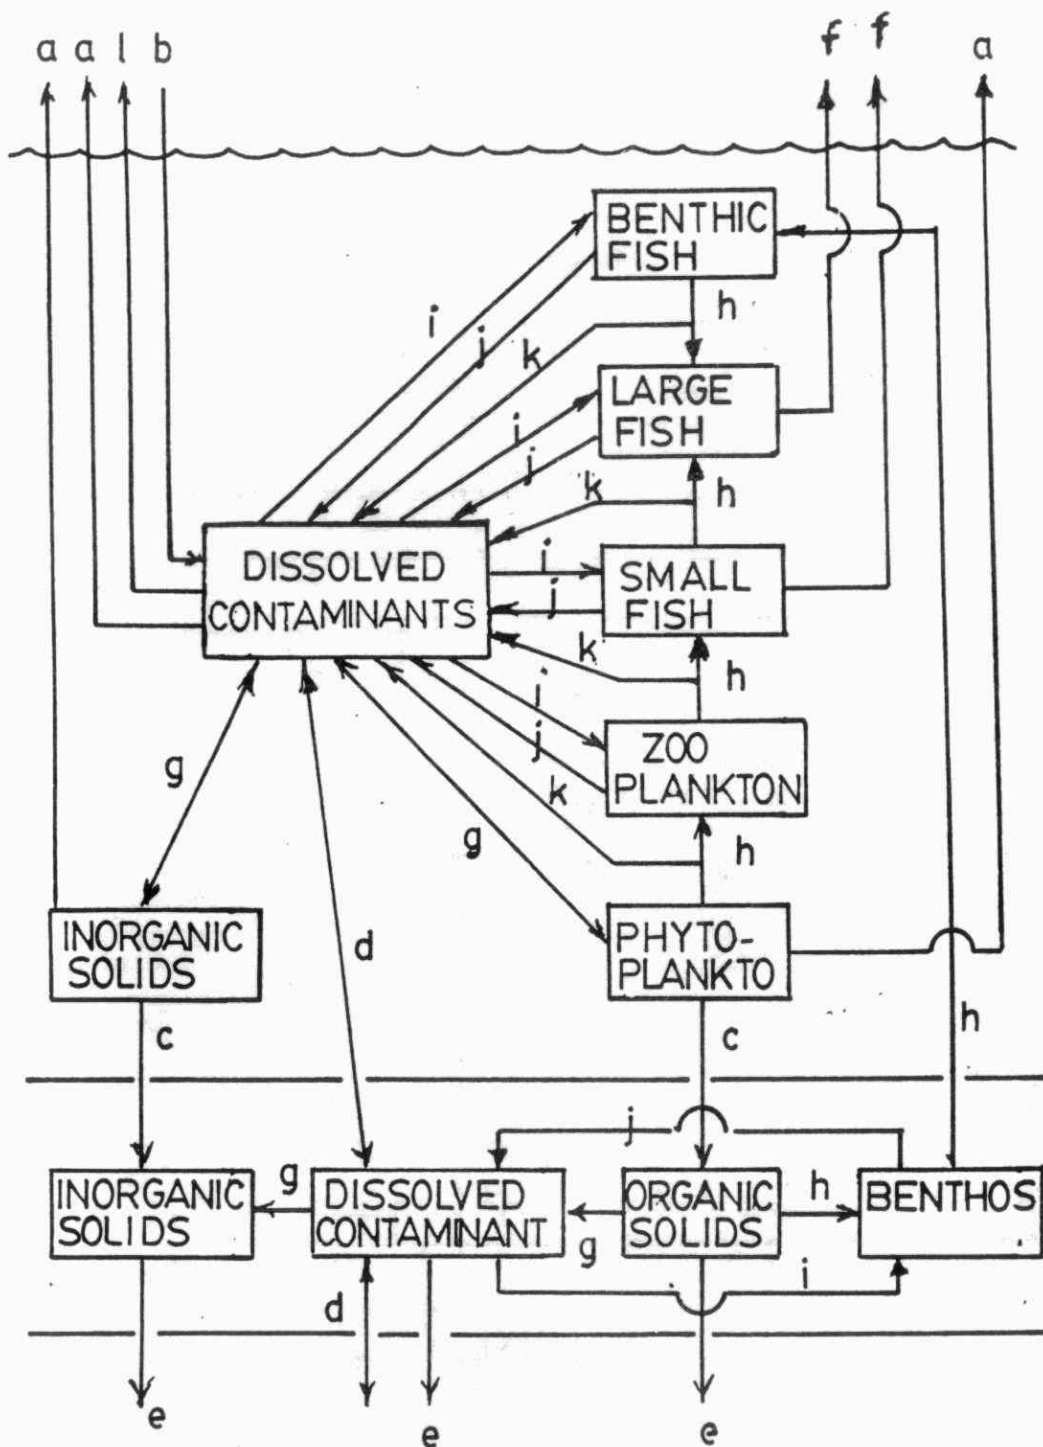 a a l b f f a
BENTHIC
FISH
h
i
j
k
LARGE
FISH
i
j
h
k
DISSOLVED
CONTAMINANTS
i
j
SMALL
FISH
k
h
i
j
ZOO
PLANKTON
g
k
g
h
INORGANIC
SOLIDS
d
PHYTO-
PLANKTO
c
c
h
j
INORGANIC
SOLIDS
g
DISSOLVED
CONTAMINANT
g
ORGANIC
SOLIDS
h
BENTHOS
d
i
e
e
e